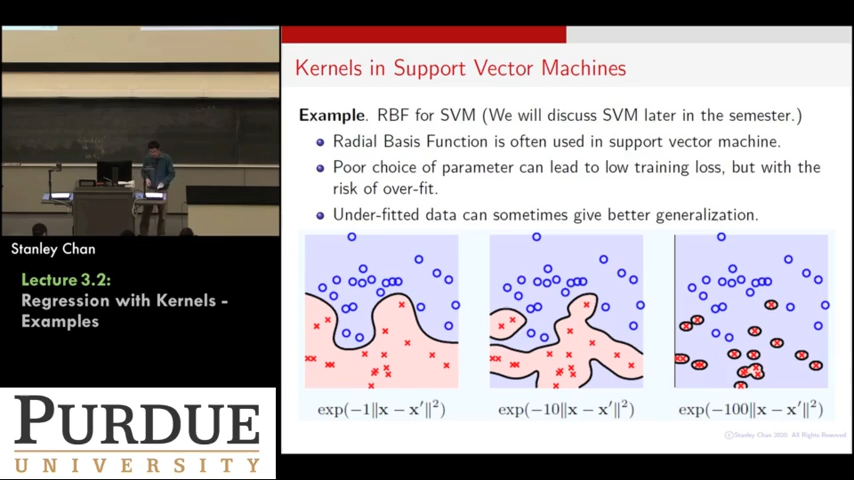 Kernels in Support Vector Machines
Example. RBF for SVM (We will discuss SVM later in the semester.)
Radial Basis Function is often used in support vector machine.
Poor choice of parameter can lead to low training loss, but with the
risk of over-fit.
Under-fitted data can sometimes give better generalization.
exp(−1‖x − x′‖²)
exp(−10‖x − x′‖²)
exp(−100‖x − x′‖²)
©Stanley Chan 2020. All Rights Reserved
Stanley Chan
Lecture 3.2:
Regression with Kernels -
Examples
PURDUE
UNIVERSITY